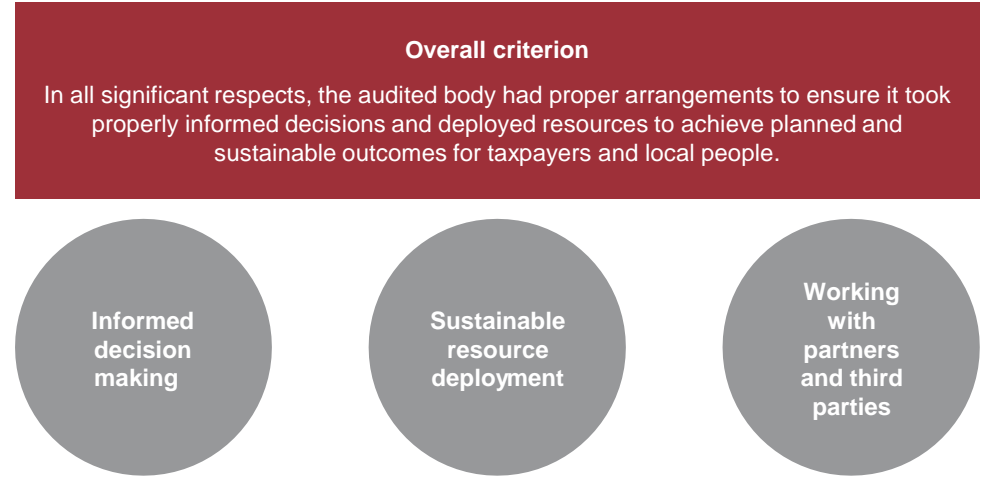 Overall criterion
In all significant respects, the audited body had proper arrangements to ensure it took
properly informed decisions and deployed resources to achieve planned and
sustainable outcomes for taxpayers and local people.
Informed
decision
making
Sustainable
resource
deployment
Working
with
partners
and third
parties